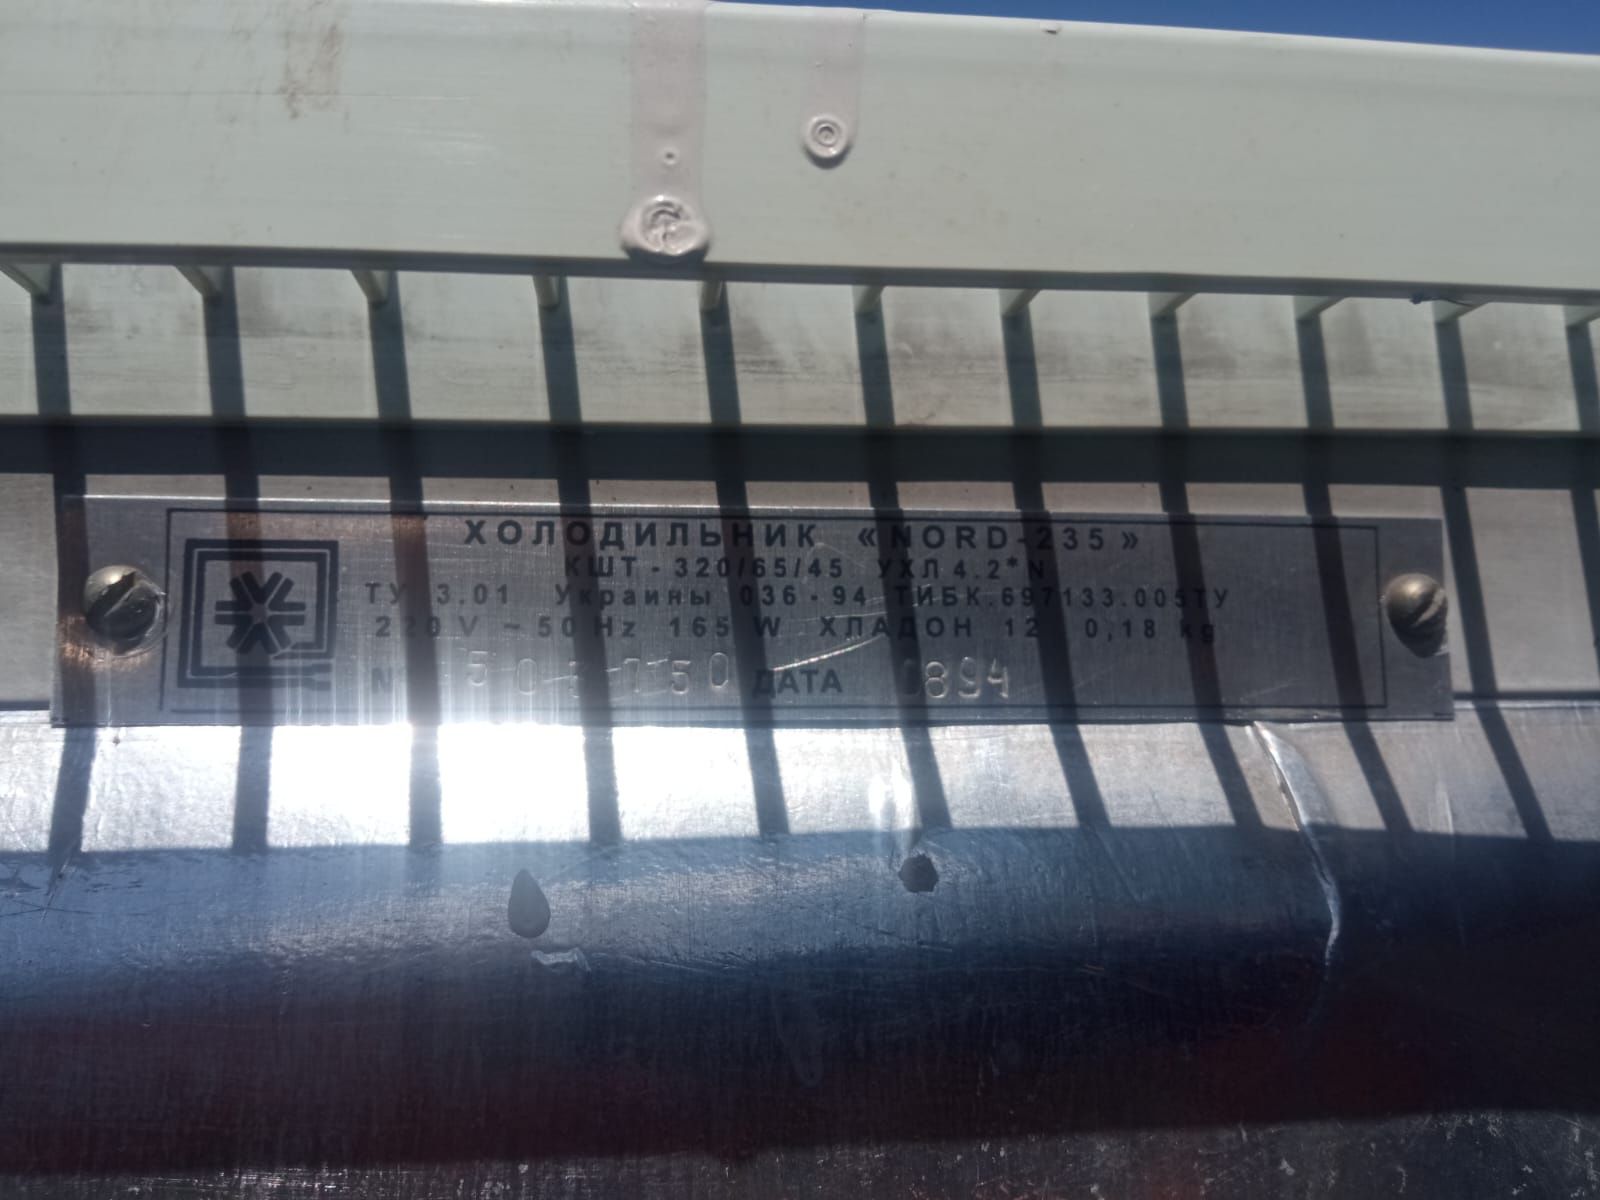 ХОЛОДИЛЬНИК «NORD-235»
КШТ - 320/65/45 УХЛ 4.2* N
ТУ 3.01 Украины 036 - 94 ТИБК.697133.005ТУ
220 V ~ 50 Hz 165 W ХЛАДОН 12 0,18 kg
N ДАТА 0894